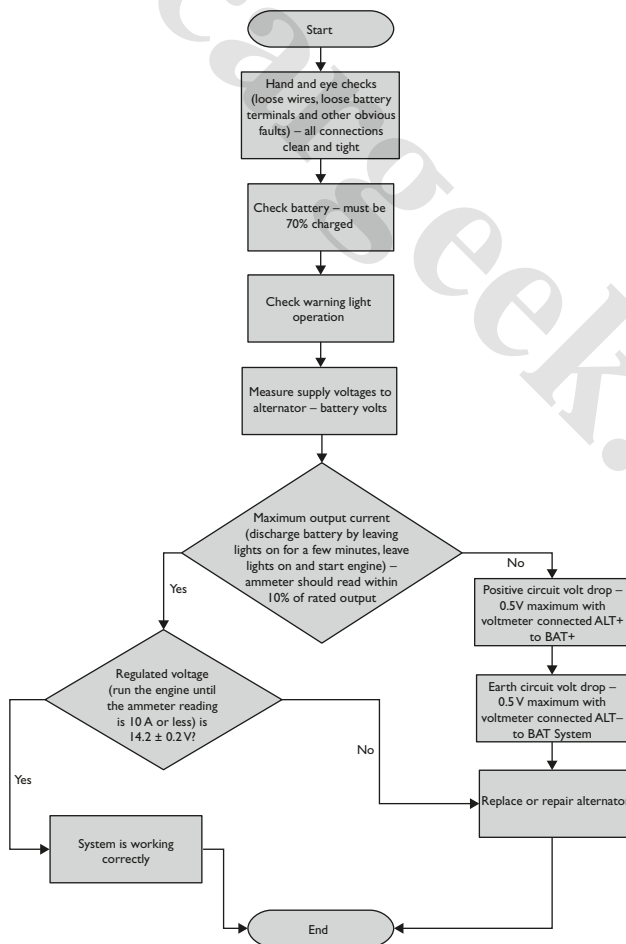 Start
Hand and eye checks
(loose wires, loose battery
terminals and other obvious
faults) – all connections
clean and tight
Check battery – must be
70% charged
Check warning light
operation
Measure supply voltages to
alternator – battery volts
Maximum output current
(discharge battery by leaving
lights on for a few minutes, leave
lights on and start engine) –
ammeter should read within
10% of rated output
No
Yes
Positive circuit volt drop –
0.5V maximum with
voltmeter connected ALT+
to BAT+
Regulated voltage
(run the engine until
the ammeter reading
is 10 A or less) is
14.2 ± 0.2 V?
Earth circuit volt drop –
0.5V maximum with
voltmeter connected ALT–
to BAT System
No
Yes
Replace or repair alternato
System is working
correctly
End
cargeek.